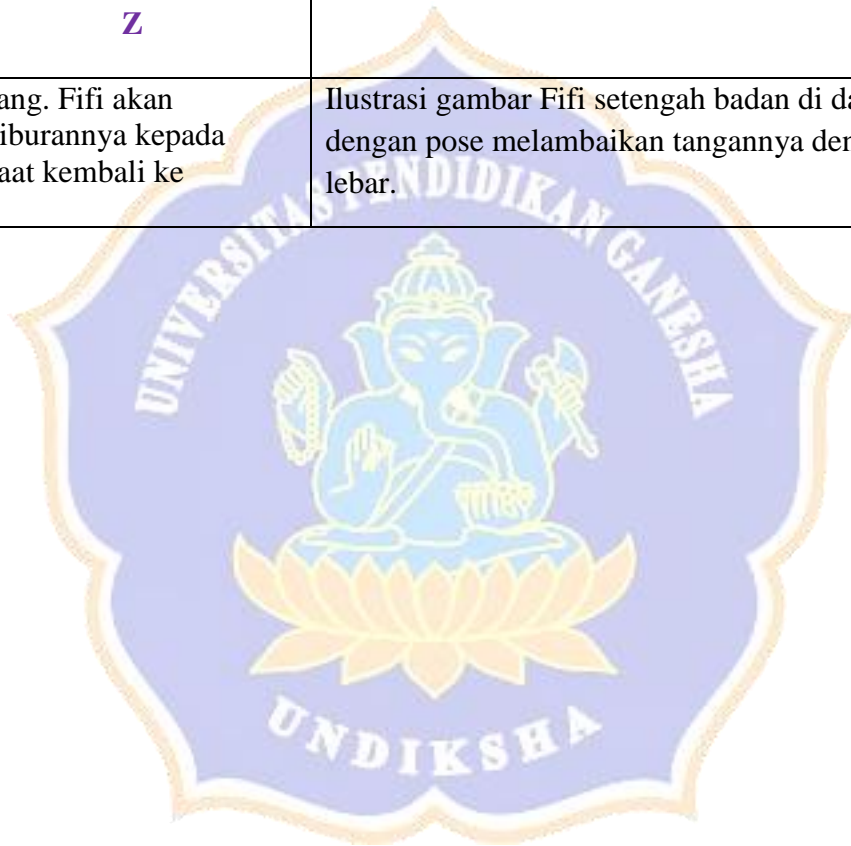 Z
ang. Fifi akan
iburannya kepada
aat kembali ke
Ilustrasi gambar Fifi setengah badan di da
dengan pose melambaikan tangannya den
lebar.
UNIVERSITAS PENDIDIKAN GANESHA
UNDIKSHA